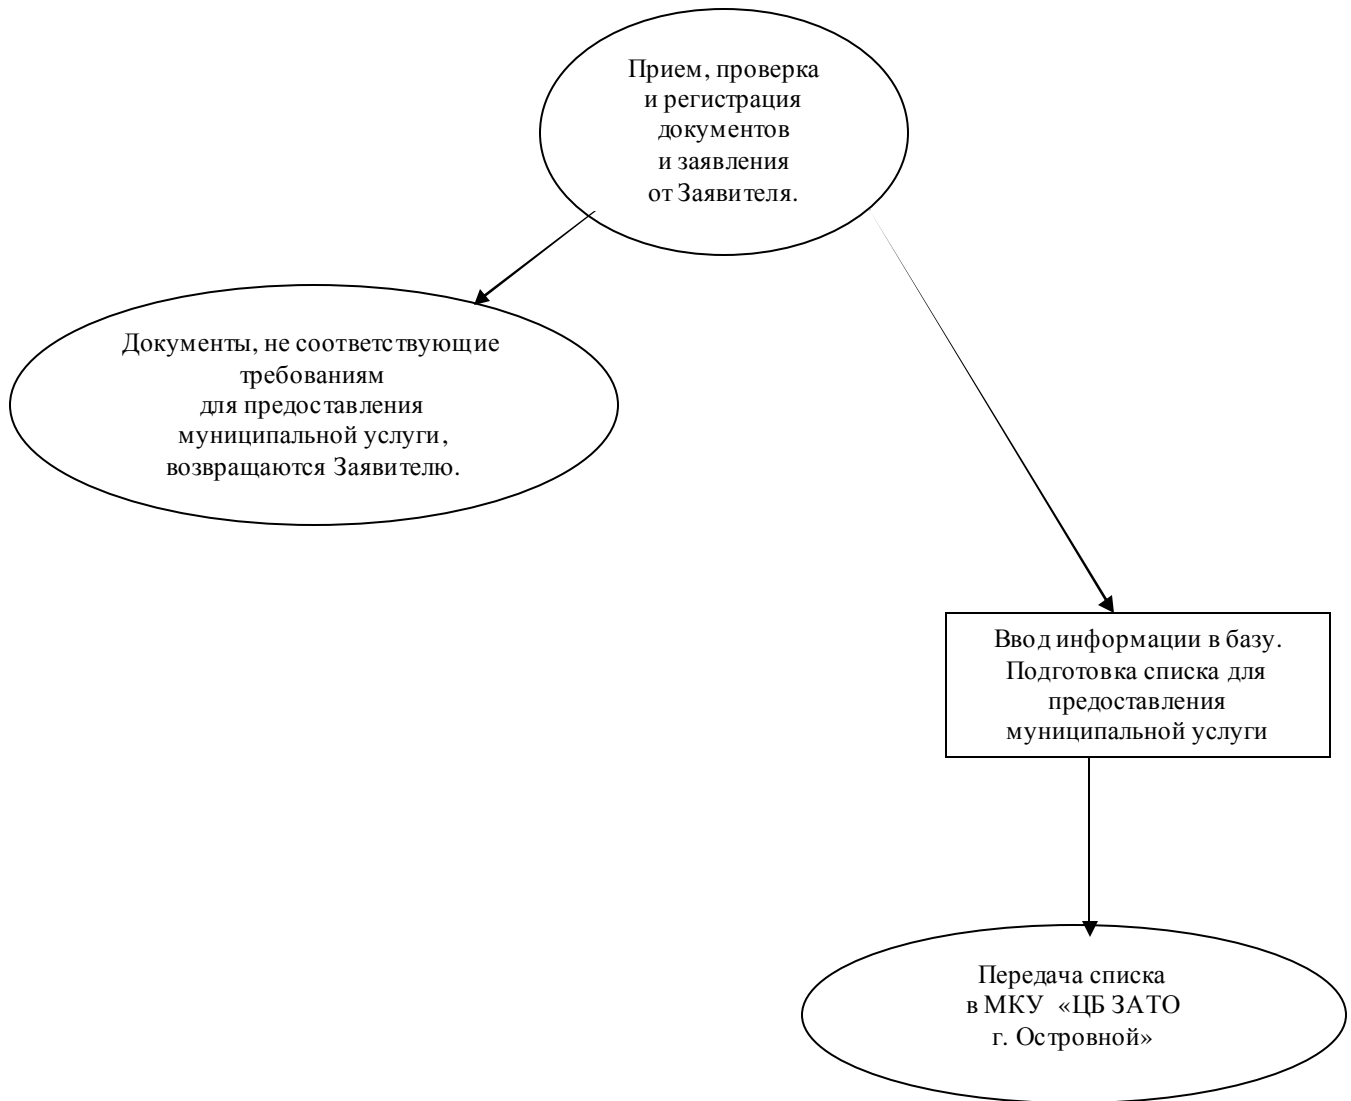 Прием, проверка
и регистрация
документов
и заявления
от Заявителя.
Документы, не соответствующие
требованиям
для предоставления
муниципальной услуги,
возвращаются Заявителю.
Ввод информации в базу.
Подготовка списка для
предоставления
муниципальной услуги
Передача списка
в МКУ «ЦБ ЗАТО
г. Островной»